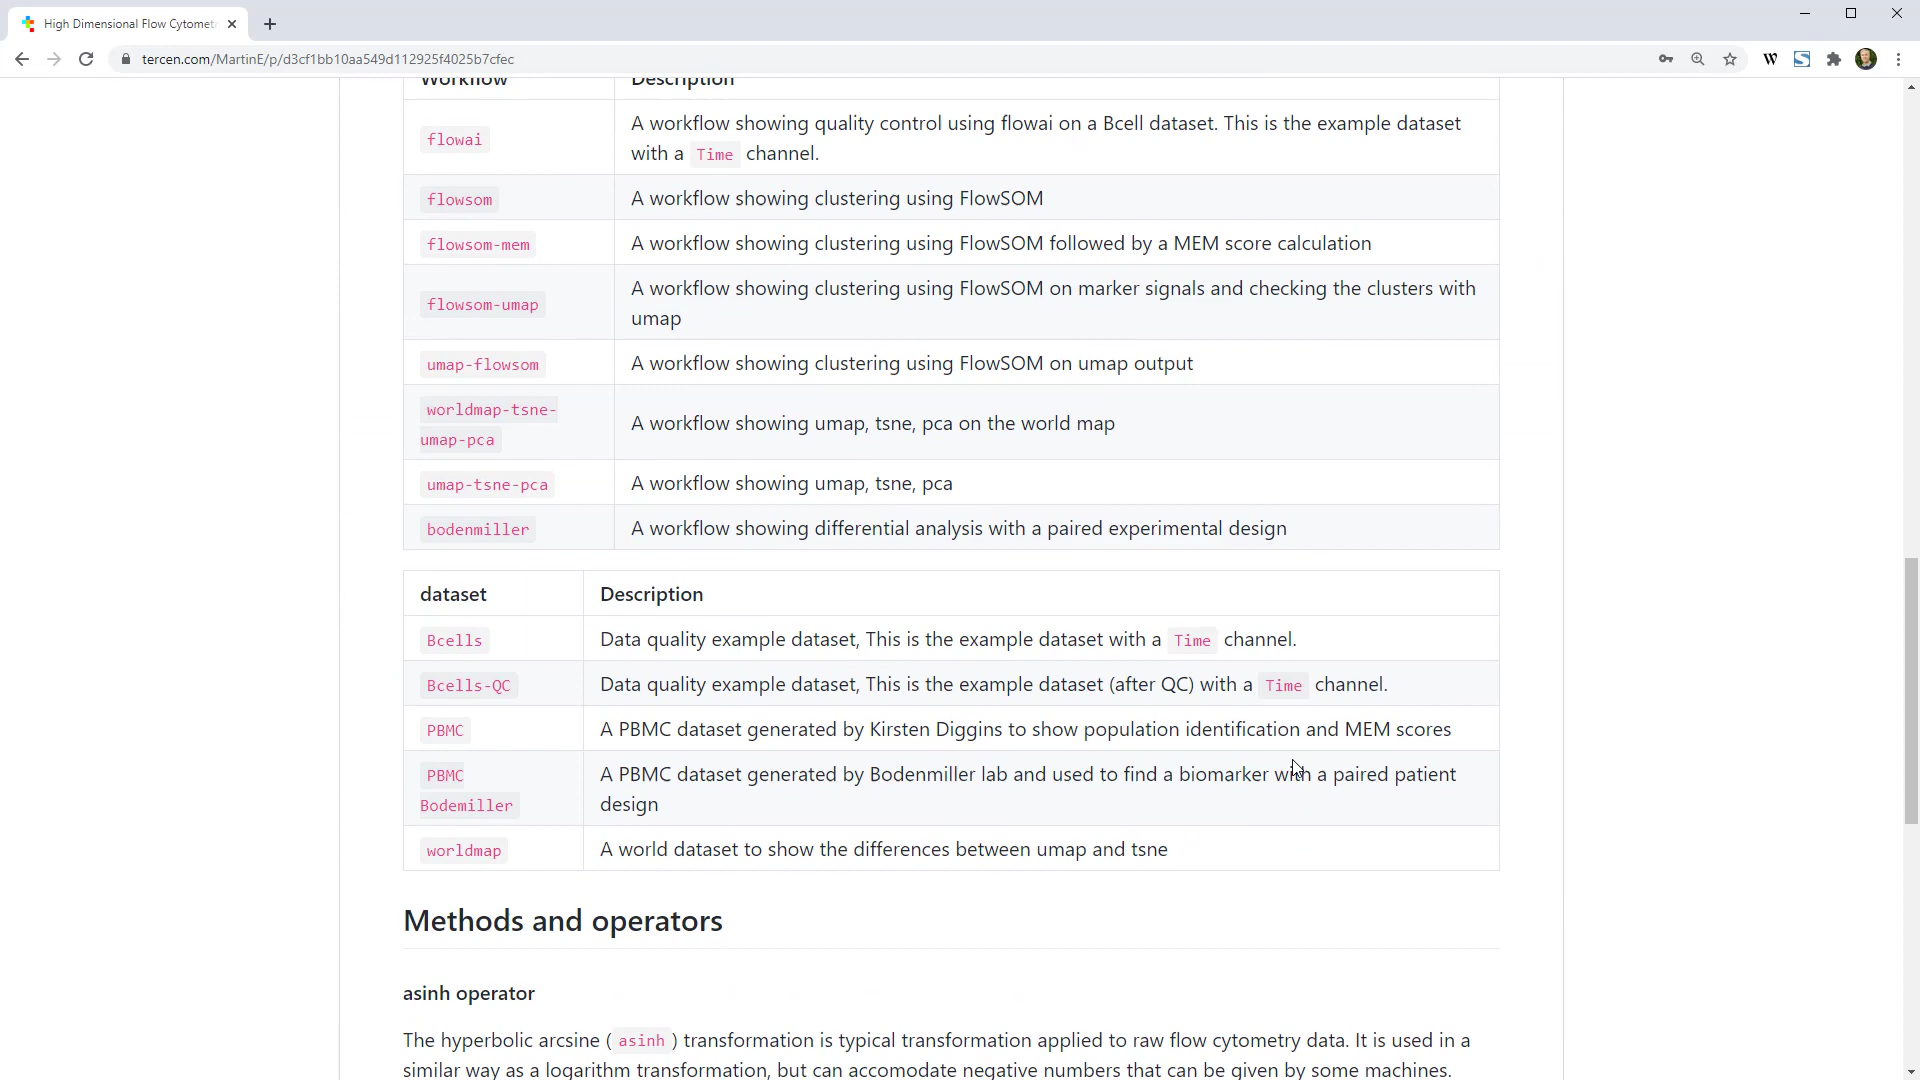 High Dimensional Flow Cytomet
tercen.com/MartinE/p/d3cf1bb10aa549d112925f4025b7cfec
W
S
Workflow Description
flowai
A workflow showing quality control using flowai on a Bcell dataset. This is the example dataset
with a Time channel.
flowsom A workflow showing clustering using FlowSOM
flowsom-mem A workflow showing clustering using FlowSOM followed by a MEM score calculation
flowsom-umap
A workflow showing clustering using FlowSOM on marker signals and checking the clusters with
umap
umap-flowsom A workflow showing clustering using FlowSOM on umap output
worldmap-tsne-
umap-pca
A workflow showing umap, tsne, pca on the world map
umap-tsne-pca A workflow showing umap, tsne, pca
bodenmiller A workflow showing differential analysis with a paired experimental design
dataset Description
Bcells Data quality example dataset, This is the example dataset with a Time channel.
Bcells-QC Data quality example dataset, This is the example dataset (after QC) with a Time channel.
PBMC A PBMC dataset generated by Kirsten Diggins to show population identification and MEM scores
PBMC
Bodemiller
A PBMC dataset generated by Bodenmiller lab and used to find a biomarker with a paired patient
design
worldmap A world dataset to show the differences between umap and tsne
Methods and operators
asinh operator
The hyperbolic arcsine ( asinh ) transformation is typical transformation applied to raw flow cytometry data. It is used in a
similar way as a logarithm transformation, but can accomodate negative numbers that can be given by some machines.